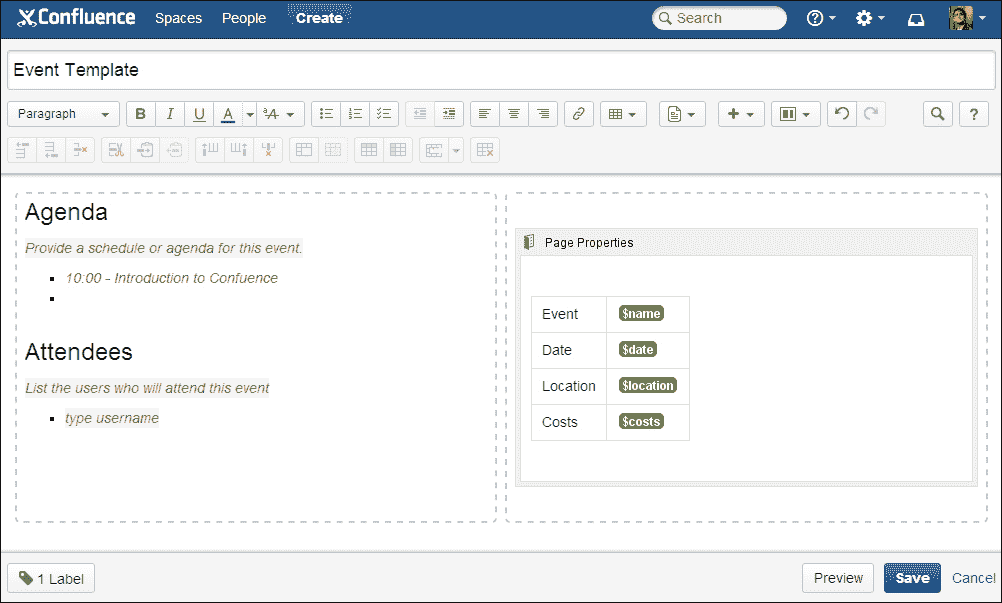 Confluence Spaces People Create Search
Event Template
Paragraph B I U A
Agenda
Provide a schedule or agenda for this event.
10:00 - Introduction to Confuence
Attendees
List the users who will attend this event
type username
Page Properties
Event $name
Date $date
Location $location
Costs $costs
1 Label Preview Save Cancel